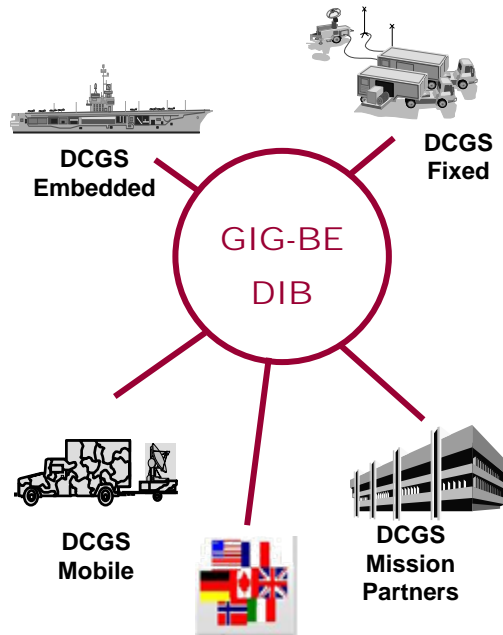 DCGS
Embedded
DCGS
Fixed
GIG-BE
DIB
DCGS
Mobile
DCGS
Mission
Partners